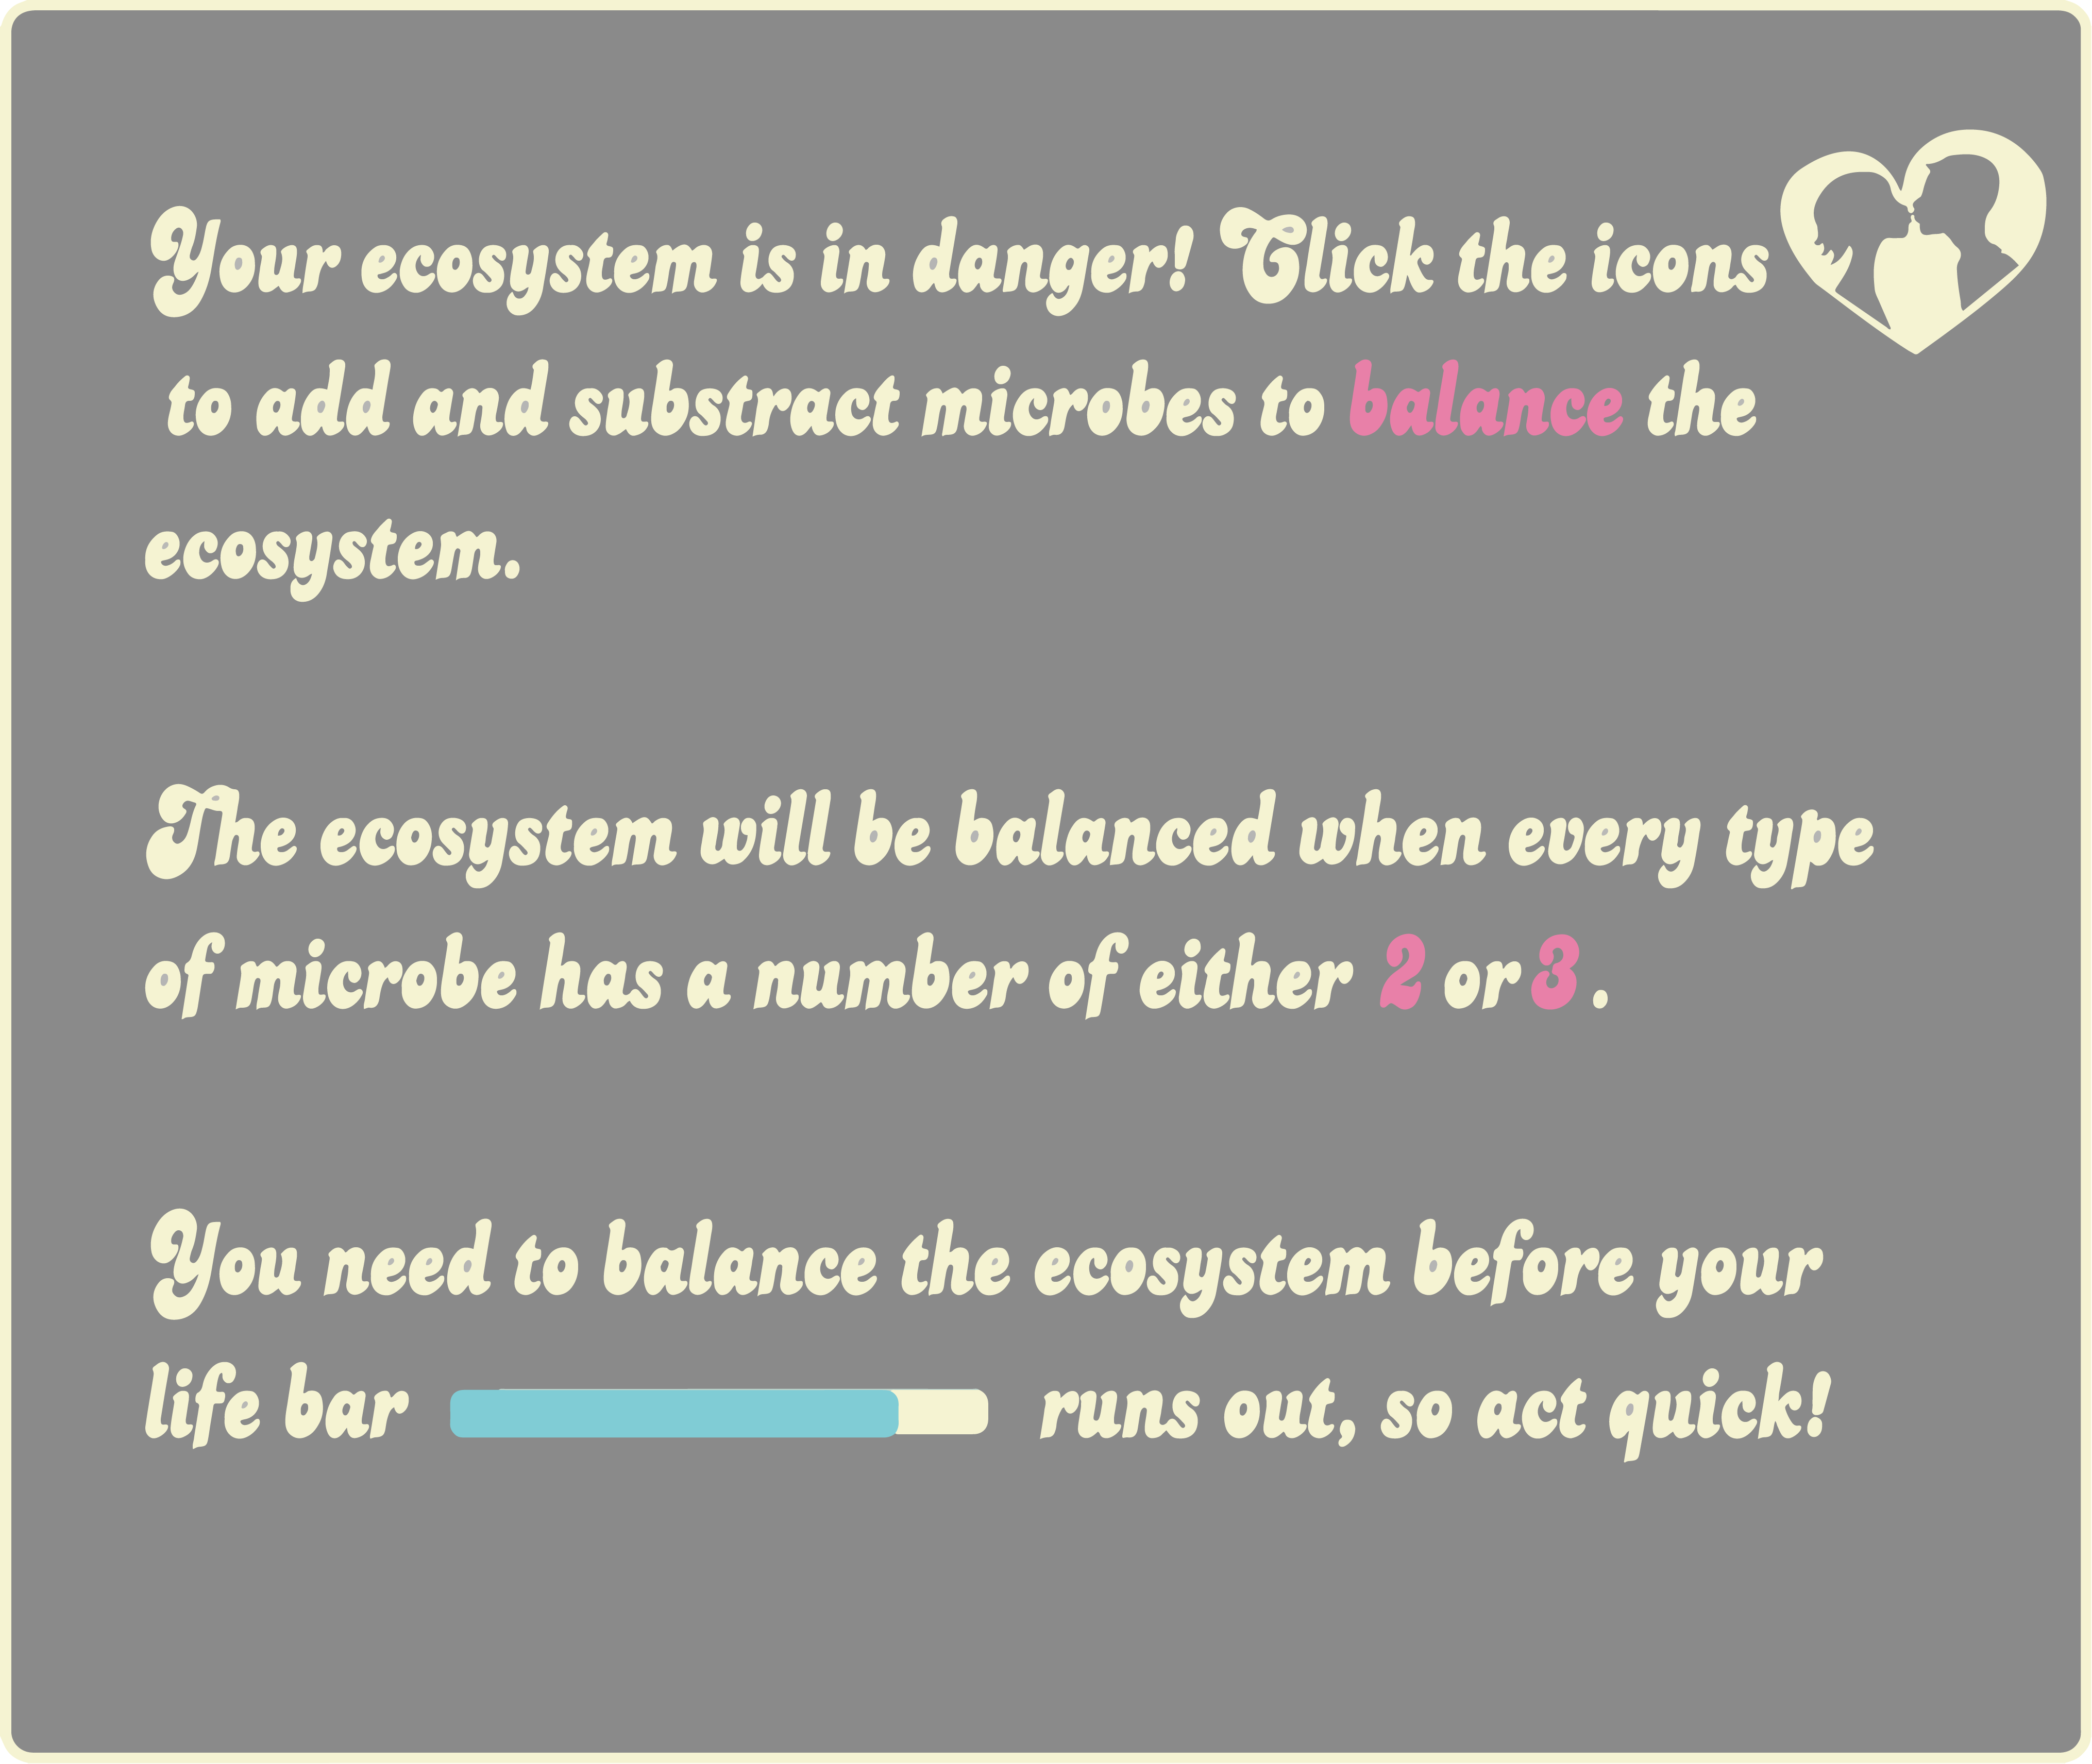 Your ecosystem is in danger! Click the icons
to add and subtract microbes to balance the
ecosystem.
The ecosystem will be balanced when every type
of microbe has a number of either 2 or 3 .
You need to balance the ecosystem before your
life bar runs out, so act quick!